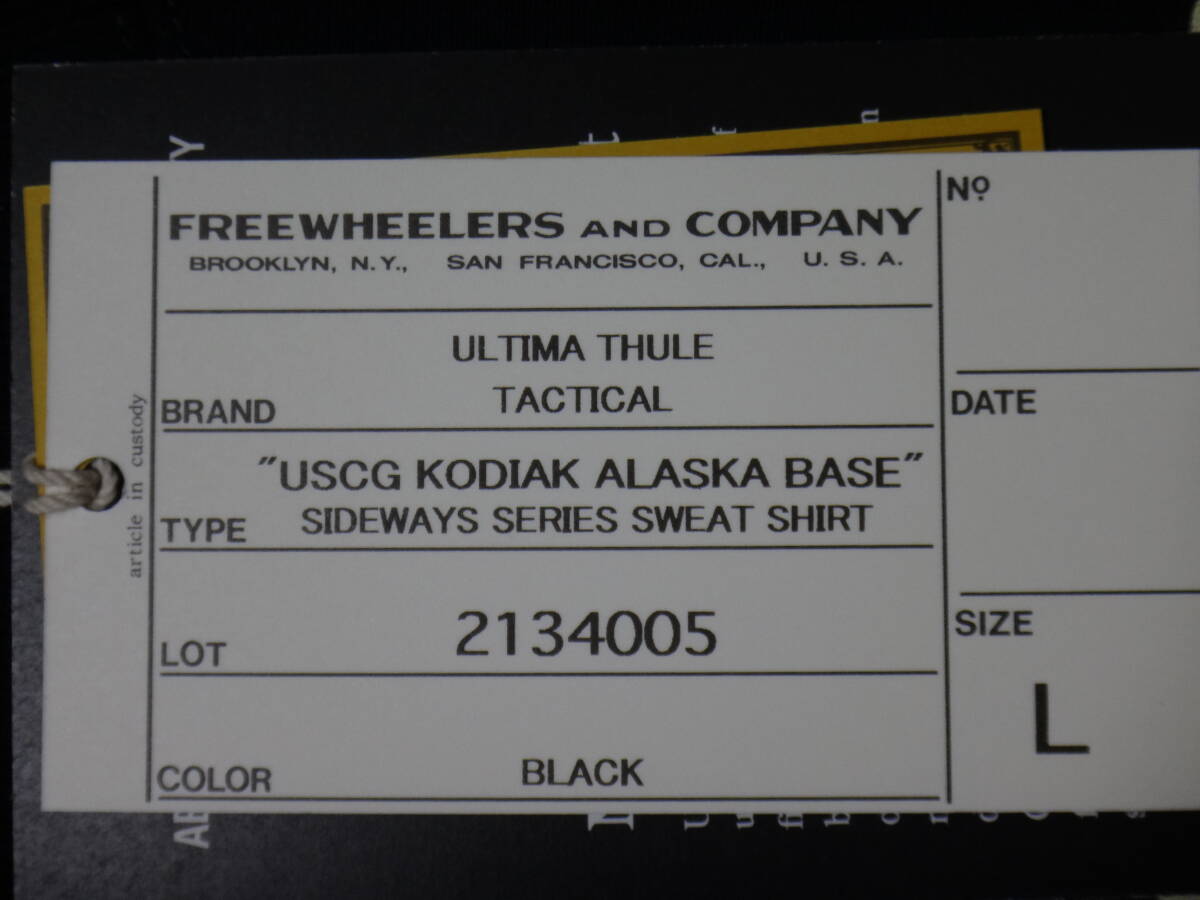 FREEWHEELERS AND COMPANY
BROOKLYN, N.Y., SAN FRANCISCO, CAL., U. S. A.
BRAND
ULTIMA THULE
TACTICAL
TYPE
"USCG KODIAK ALASKA BASE"
SIDEWAYS SERIES SWEAT SHIRT
LOT
2134005
COLOR
BLACK
Nº
DATE
SIZE
L
article in custody